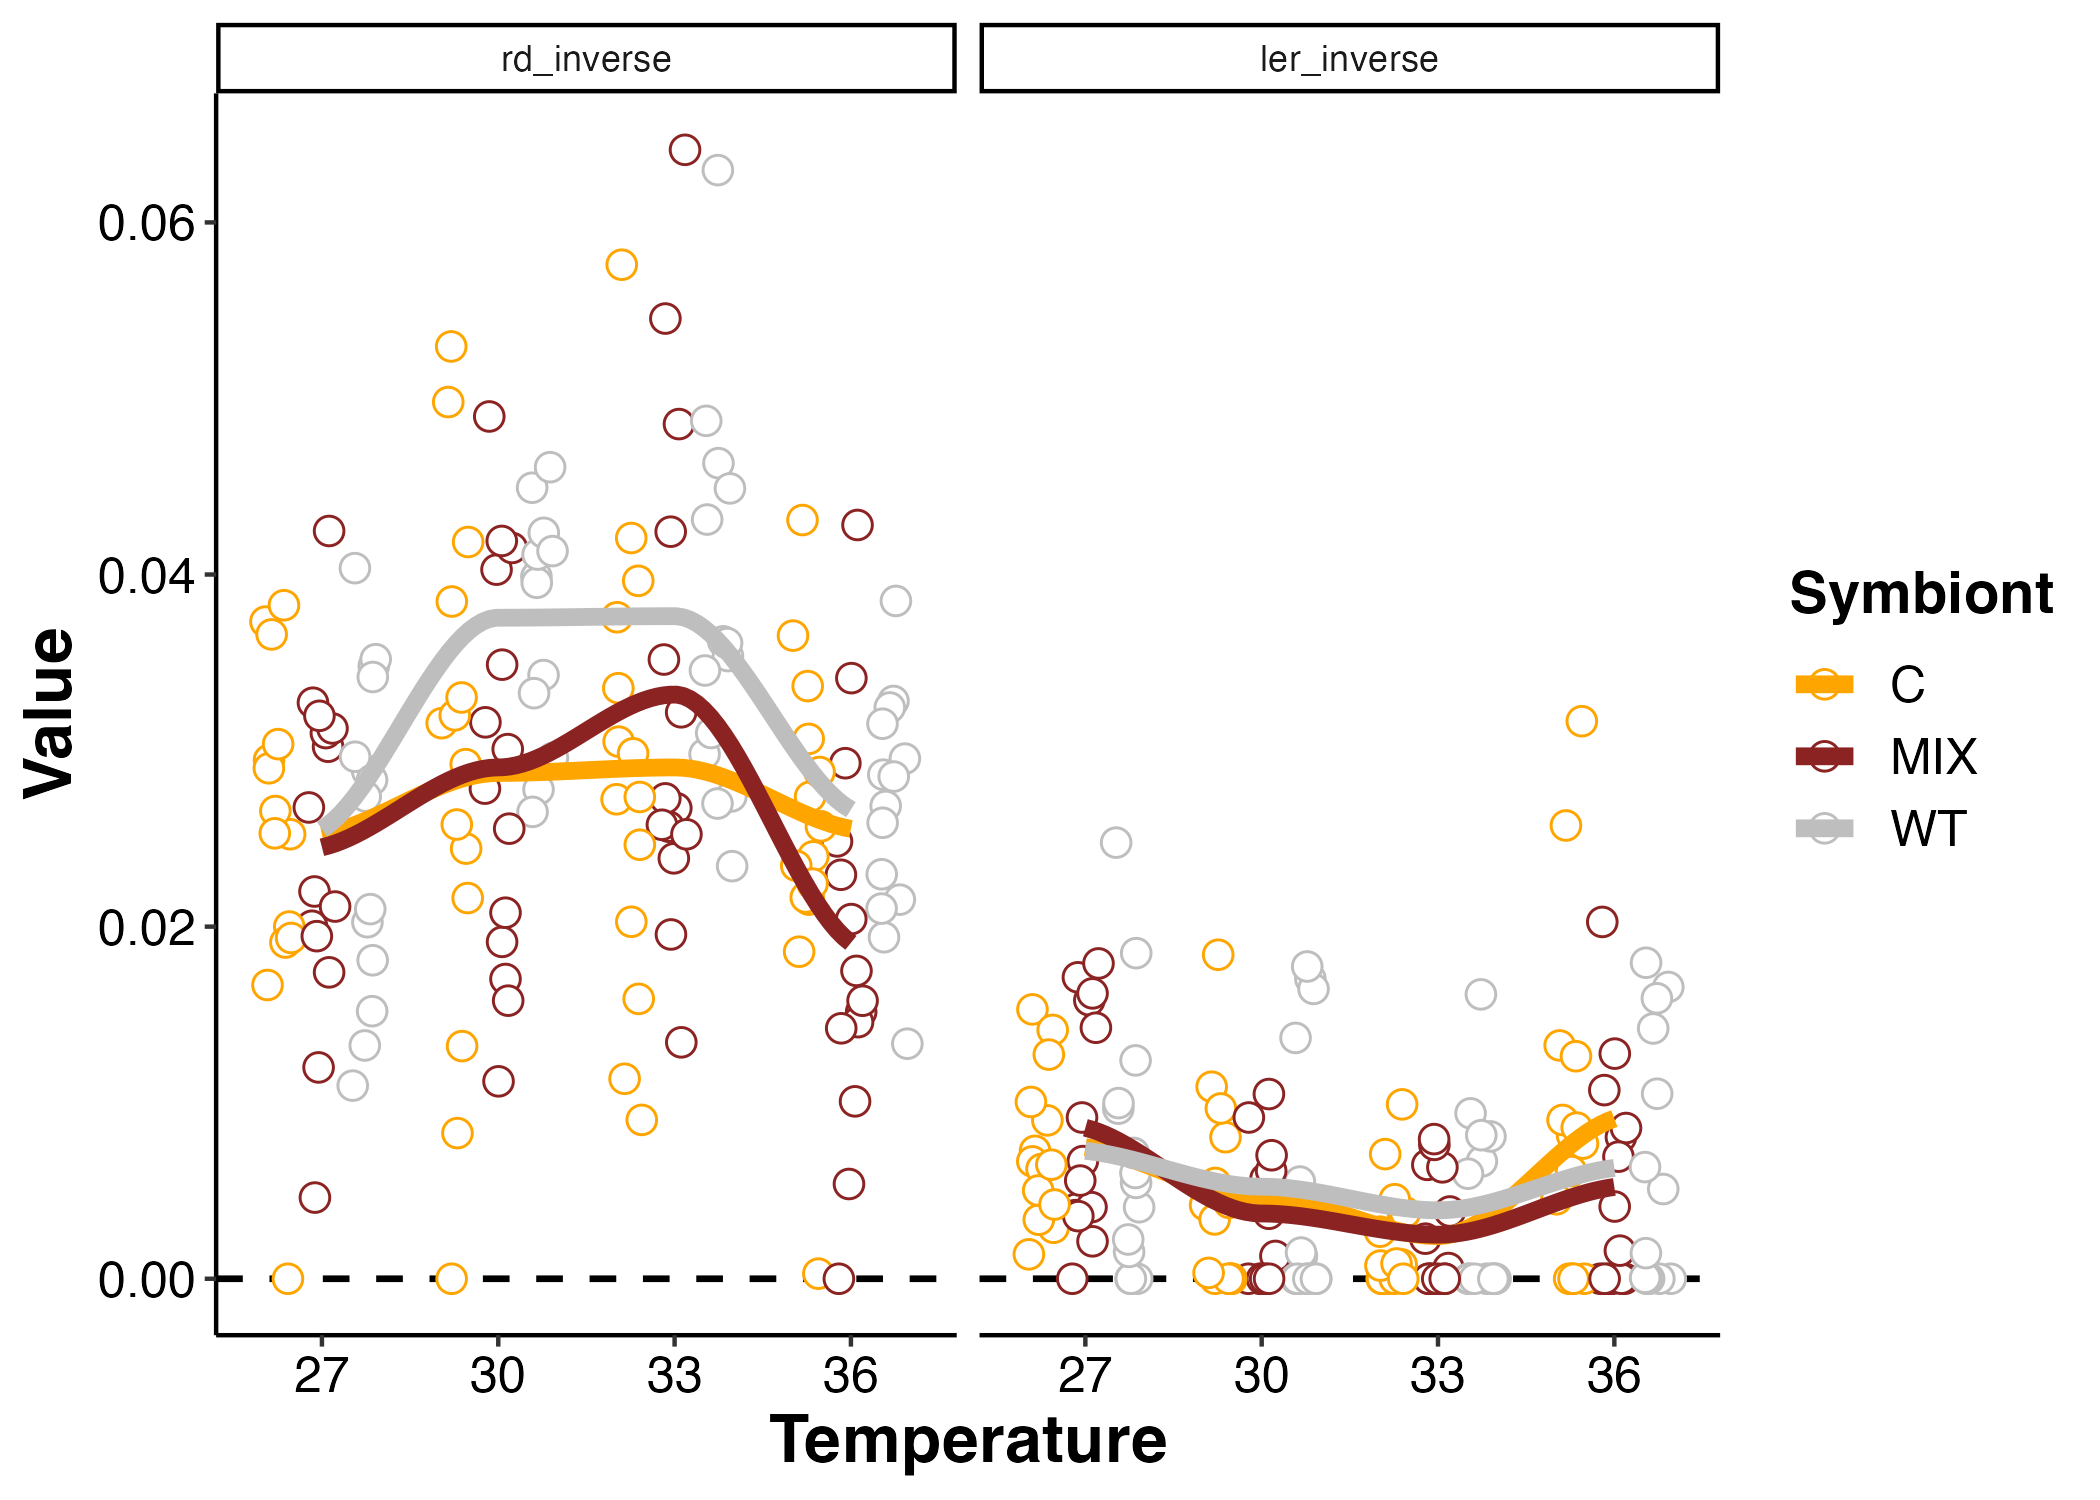 rd_inverse
ler_inverse
0.06
0.04
0.02
0.00
Value
27 30 33 36
27 30 33 36
Temperature
Symbiont
C
MIX
WT